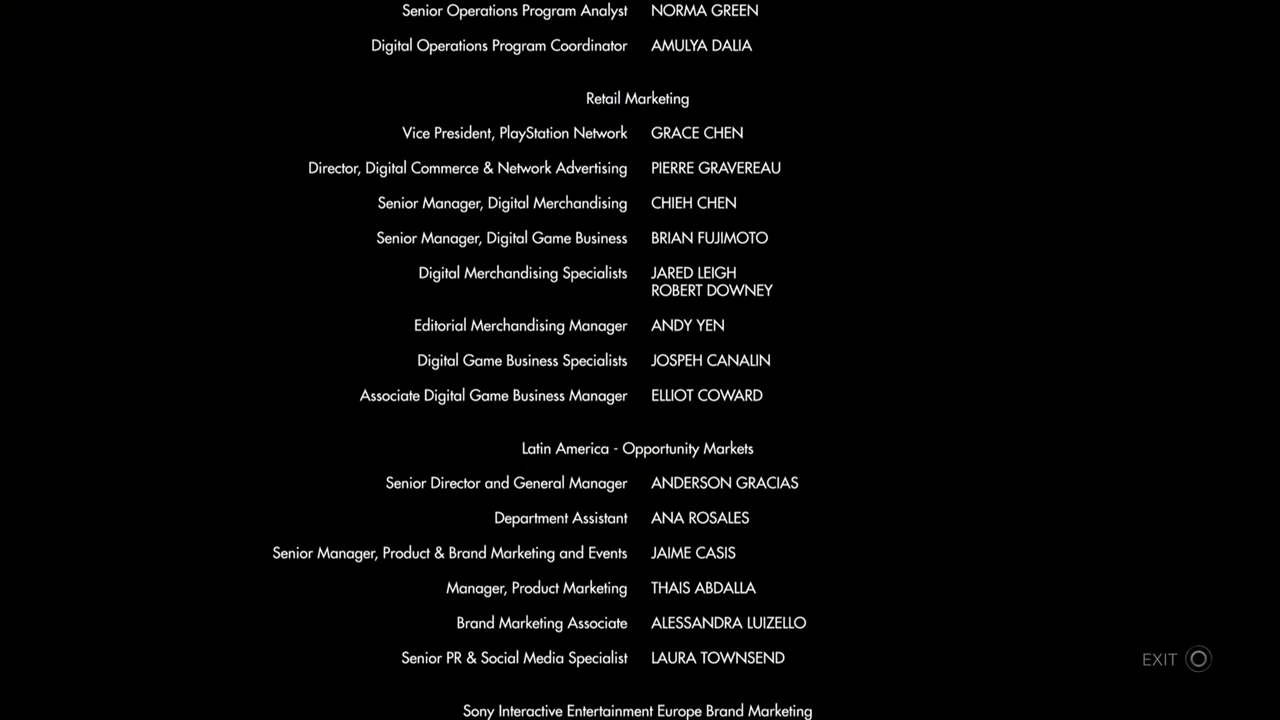 Senior Operations Program Analyst NORMA GREEN
Digital Operations Program Coordinator AMULYA DALIA
Retail Marketing
Vice President, PlayStation Network GRACE CHEN
Director, Digital Commerce & Network Advertising PIERRE GRAVEREAU
Senior Manager, Digital Merchandising CHIEH CHEN
Senior Manager, Digital Game Business BRIAN FUJIMOTO
Digital Merchandising Specialists JARED LEIGH
ROBERT DOWNEY
Editorial Merchandising Manager ANDY YEN
Digital Game Business Specialists JOSPEH CANALIN
Associate Digital Game Business Manager ELLIOT COWARD
Latin America - Opportunity Markets
Senior Director and General Manager ANDERSON GRACIAS
Department Assistant ANA ROSALES
Senior Manager, Product & Brand Marketing and Events JAIME CASIS
Manager, Product Marketing THAIS ABDALLA
Brand Marketing Associate ALESSANDRA LUIZELLO
Senior PR & Social Media Specialist LAURA TOWNSEND
EXIT
Sony Interactive Entertainment Europe Brand Marketing